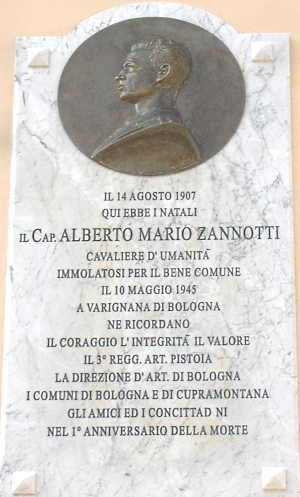 IL 14 AGOSTO 1907
QUI EBBE I NATALI
IL CAP. ALBERTO MARIO ZANNOTTI
CAVALIERE D'UMANITÀ
IMMOLATOSI PER IL BENE COMUNE
IL 10 MAGGIO 1945
A VARIGNANA DI BOLOGNA
NE RICORDANO
IL CORAGGIO L'INTEGRITÀ IL VALORE
IL 3° REGG. ART. PISTOIA
LA DIREZIONE D'ART. DI BOLOGNA
I COMUNI DI BOLOGNA E DI CUPRAMONTANA
GLI AMICI ED I CONCITTAD NI
NEL 1° ANNIVERSARIO DELLA MORTE